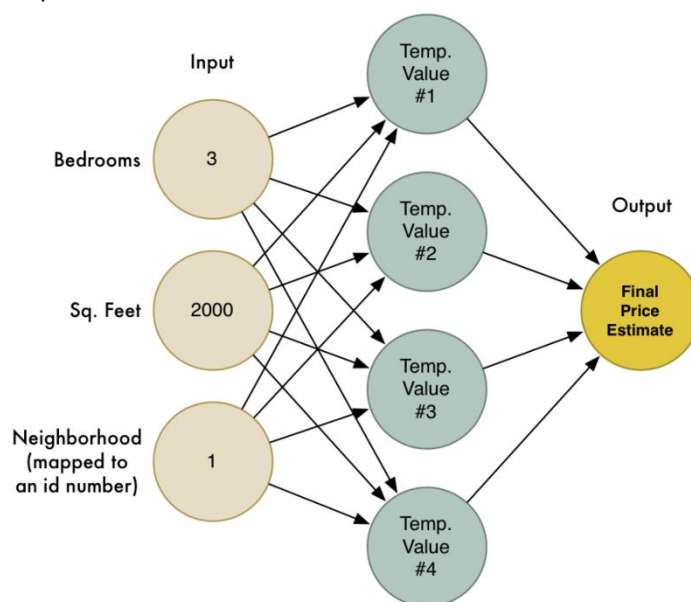 Input
Bedrooms
3
Sq. Feet
2000
Neighborhood
(mapped to
an id number)
1
Temp.
Value
#1
Temp.
Value
#2
Temp.
Value
#3
Temp.
Value
#4
Output
Final
Price
Estimate